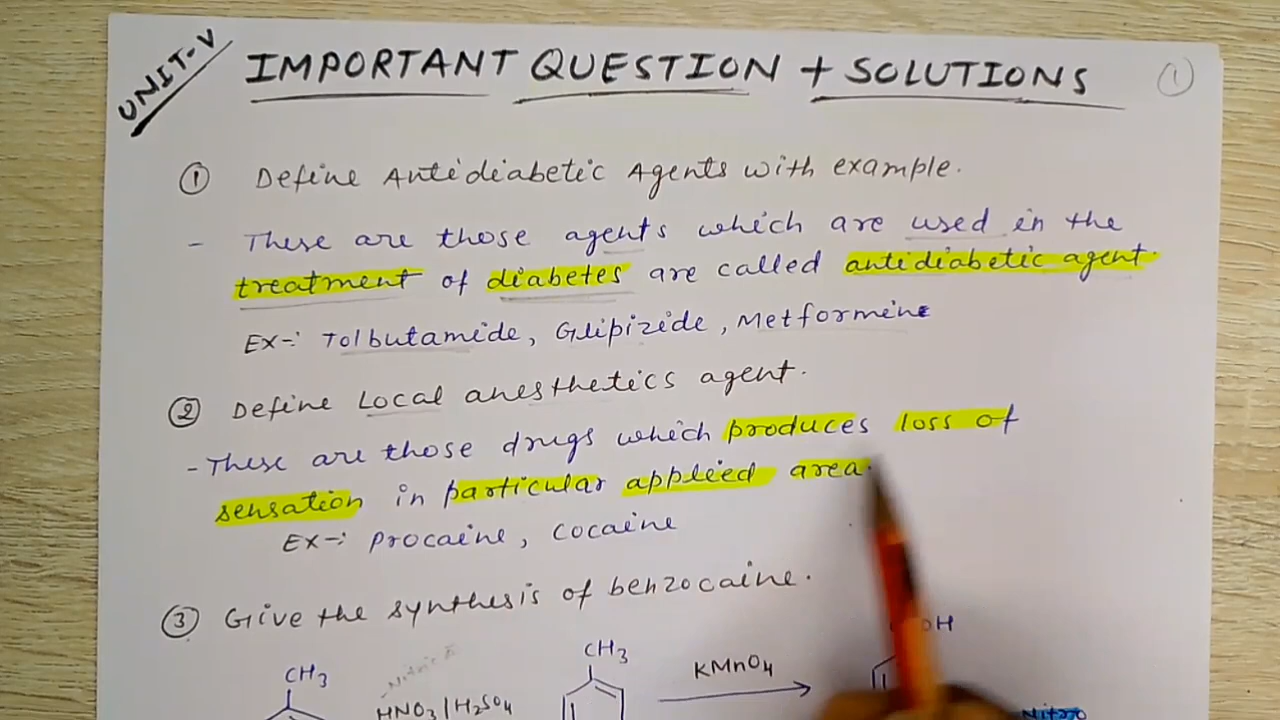 UNIT-V
IMPORTANT QUESTION + SOLUTIONS
1
① Define Antidiabetic Agents with example.
- These are those agents which are used in the
treatment of diabetes are called antidiabetic agent.
Ex-: Tolbutamide, Glipizide, Metformine
② Define Local anesthetics agent.
- These are those drugs which produces loss of
sensation in particular applied area.
Ex-: Procaine, Cocaine
③ Give the synthesis of benzocaine.
CH3
HNO3/H2SO4
CH3
KMnO4
OH
Nitro